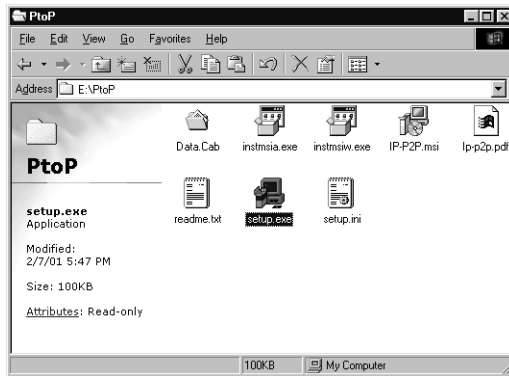 PtoP
File Edit View Go Favorites Help
Address E:\PtoP
PtoP
setup.exe
Application
Modified:
2/7/01 5:47 PM
Size: 100KB
Attributes: Read-only
Data.Cab instmsia.exe instmsiw.exe IP-P2P.msi Ip-p2p.pdf
readme.txt setup.exe setup.ini
100KB My Computer